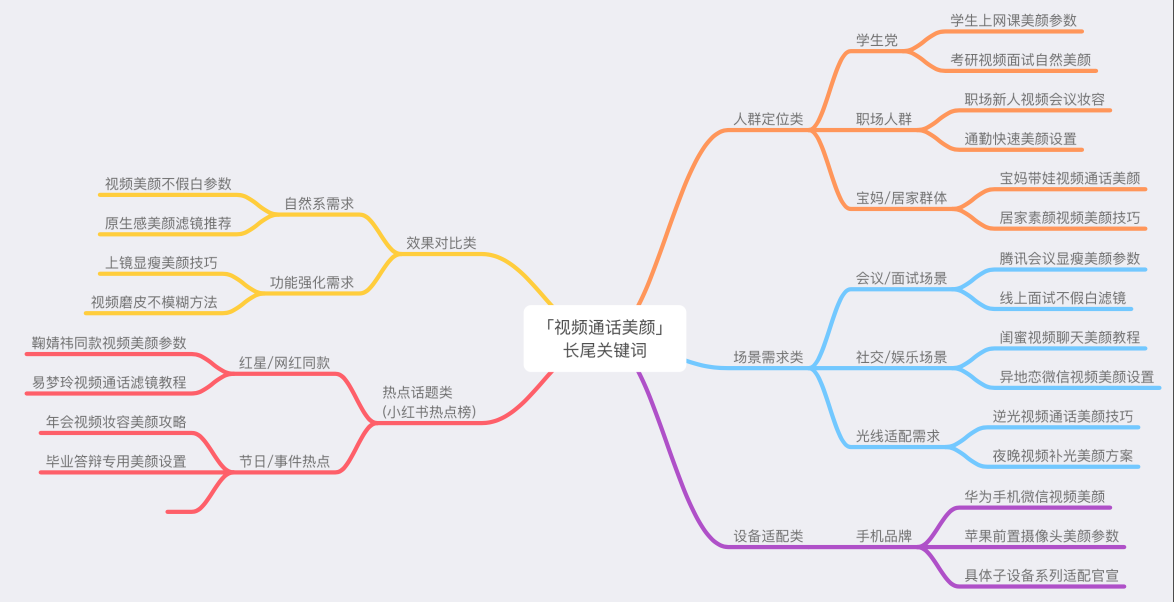 「视频通话美颜」
长尾关键词
人群定位类
学生党
学生上网课美颜参数
考研视频面试自然美颜
职场人群
职场新人视频会议妆容
通勤快速美颜设置
宝妈/居家群体
宝妈带娃视频通话美颜
居家素颜视频美颜技巧
场景需求类
会议/面试场景
腾讯会议显瘦美颜参数
线上面试不假白滤镜
社交/娱乐场景
闺蜜视频聊天美颜教程
异地恋微信视频美颜设置
光线适配需求
逆光视频通话美颜技巧
夜晚视频补光美颜方案
设备适配类
手机品牌
华为手机微信视频美颜
苹果前置摄像头美颜参数
具体子设备系列适配官宣
效果对比类
自然系需求
视频美颜不假白参数
原生感美颜滤镜推荐
功能强化需求
上镜显瘦美颜技巧
视频磨皮不模糊方法
热点话题类
(小红书热点榜)
红星/网红同款
鞠婧祎同款视频美颜参数
易梦玲视频通话滤镜教程
节日/事件热点
年会视频妆容美颜攻略
毕业答辩专用美颜设置